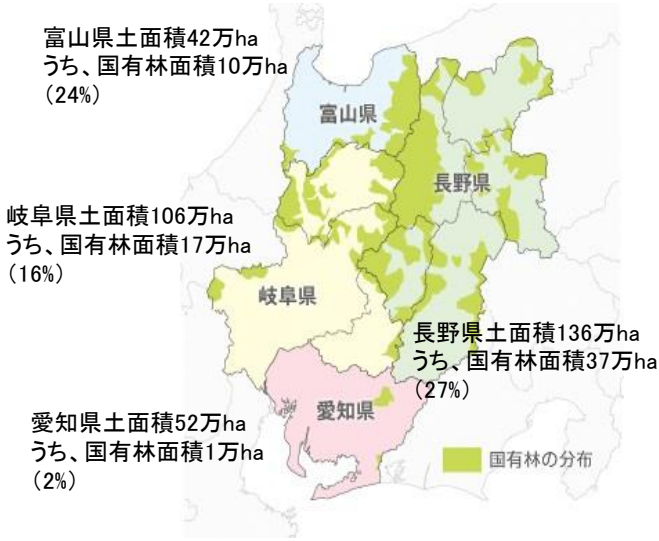 富山県土面積42万ha
うち、国有林面積10万ha
(24%)
富山県
長野県
岐阜県土面積106万ha
うち、国有林面積17万ha
(16%)
岐阜県
長野県土面積136万ha
うち、国有林面積37万ha
(27%)
愛知県
愛知県土面積52万ha
うち、国有林面積1万ha
(2%)
国有林の分布